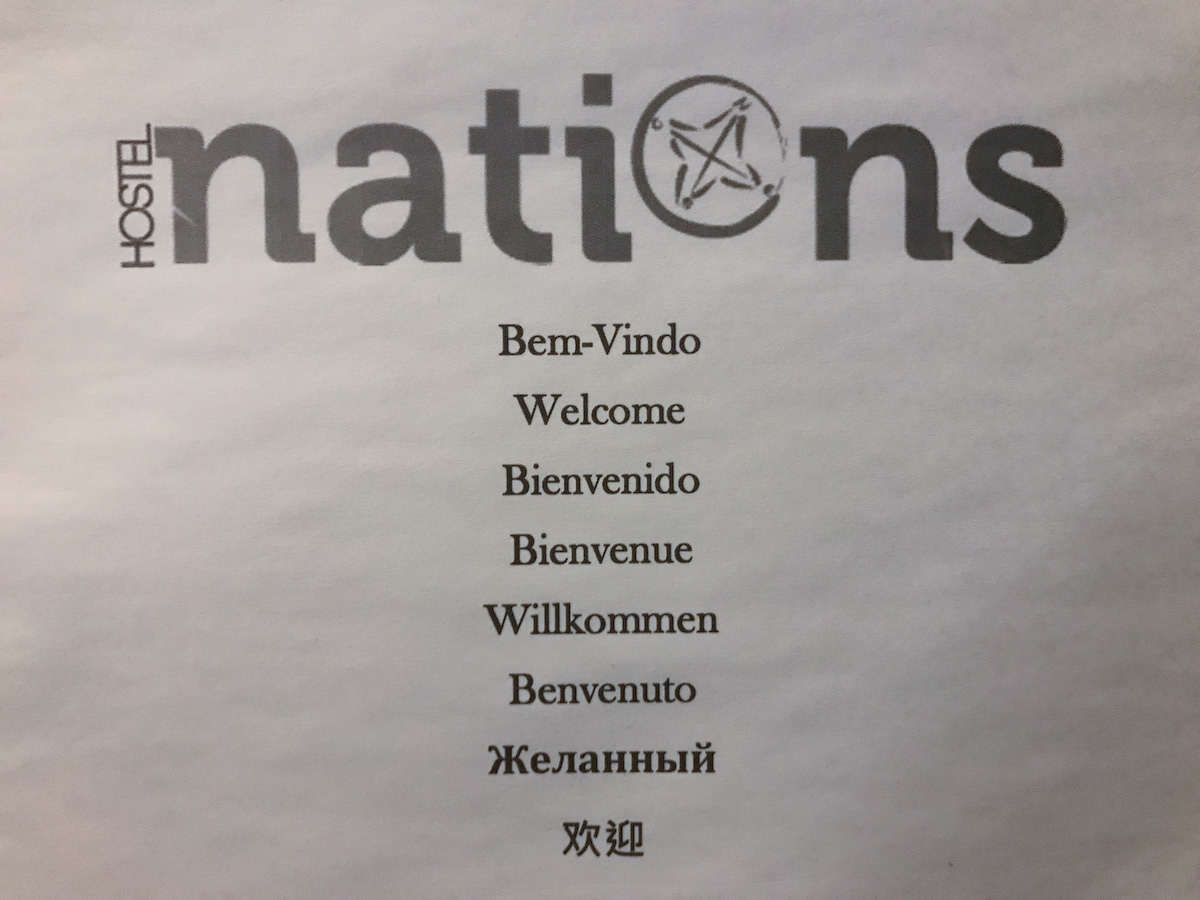 HOSTEL nations
Bem-Vindo
Welcome
Bienvenido
Bienvenue
Willkommen
Benvenuto
Желанный
欢迎